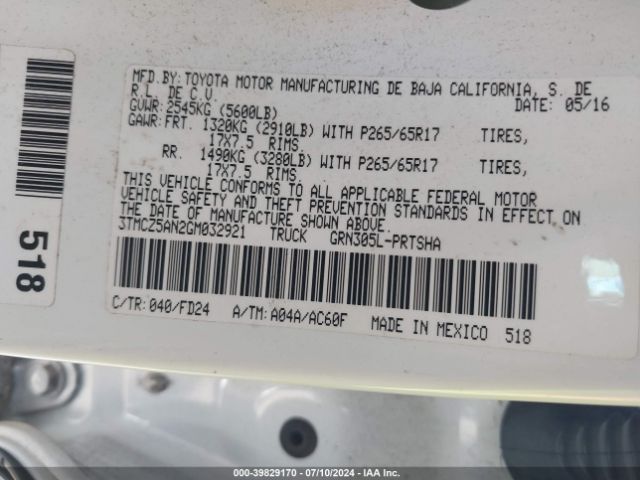 MFD.BY: TOYOTA MOTOR MANUFACTURING DE BAJA CALIFORNIA, S. DE
R.L. DE C.V.
DATE: 05/16
GVWR: 2545KG (5600LB)
GAWR: FRT. 1320KG (2910LB) WITH P265/65R17 TIRES,
17X7.5 RIMS.
RR. 1490KG (3280LB) WITH P265/65R17 TIRES,
17X7.5 RIMS.
THIS VEHICLE CONFORMS TO ALL APPLICABLE FEDERAL MOTOR
VEHICLE SAFETY AND THEFT PREVENTION STANDARDS IN EFFECT ON
THE DATE OF MANUFACTURE SHOWN ABOVE.
3TMCZ5AN2GM032921 TRUCK GRN305L-PRTSHA
C/TR: 040/FD24 A/TM: A04A/AC60F MADE IN MEXICO 518
518
000-39829170 - 07/10/2024 - IAA Inc.